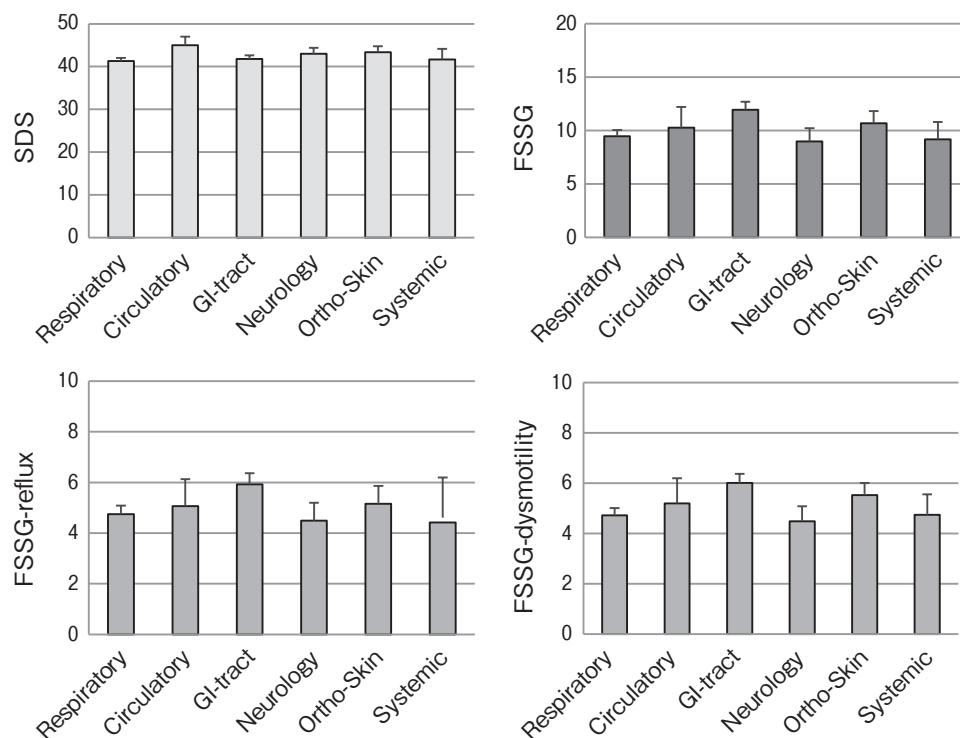 SDS
50
40
30
20
10
0
Respiratory
Circulatory
GI-tract
Neurology
Ortho-Skin
Systemic
FSSG
20
15
10
5
0
Respiratory
Circulatory
GI-tract
Neurology
Ortho-Skin
Systemic
FSSG-reflux
10
8
6
4
2
0
Respiratory
Circulatory
GI-tract
Neurology
Ortho-Skin
Systemic
FSSG-dysmotility
10
8
6
4
2
0
Respiratory
Circulatory
GI-tract
Neurology
Ortho-Skin
Systemic